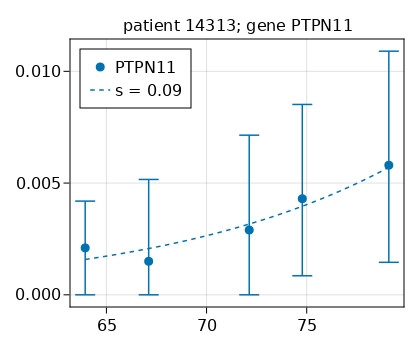 patient 14313; gene PTPN11
PTPN11
s = 0.09
0.010
0.005
0.000
65 70 75